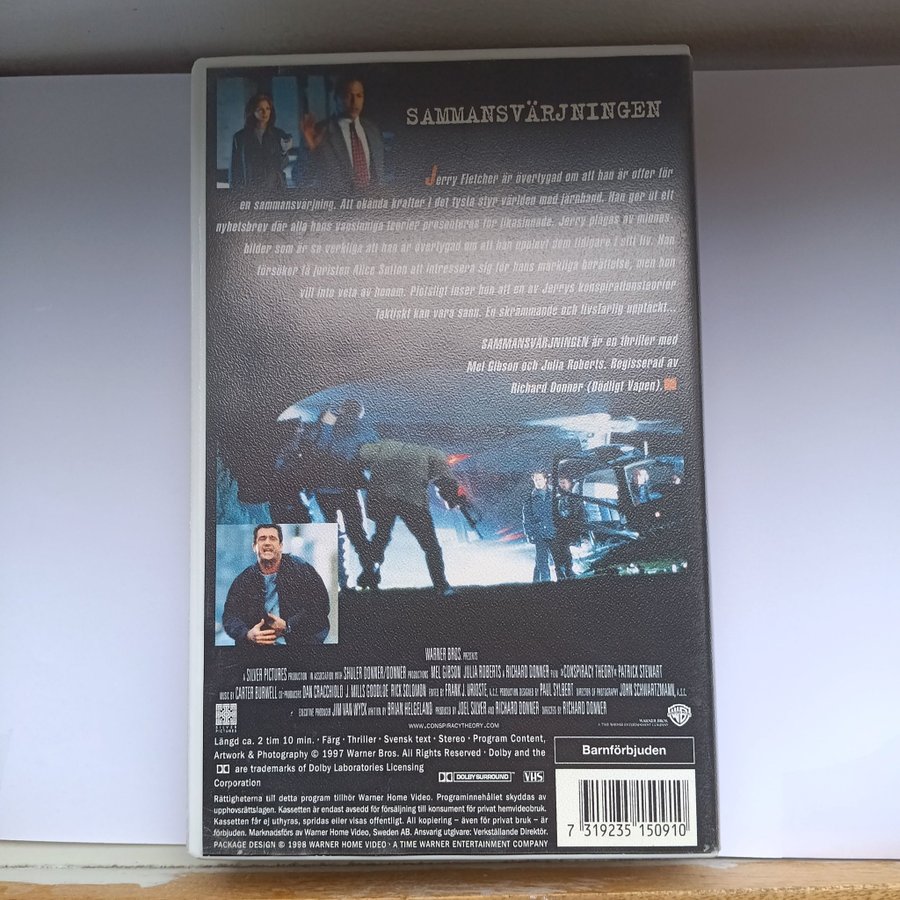 SAMMANSVÄRJNINGEN
Jerry Fletcher är övertygad om att han är offer för
en sammansvärjning. Att okända krafter i det tysta styr världen med järnhand. Han ger ut ett
nyhetsbrev där alla hans vansinniga teorier presenteras för likasinnade. Jerry plågas av minnes-
bilder som är så verkliga att han är övertygad om att han upplevt dem tidigare i sitt liv. Han
försöker få juristen Alice Sutton att intressera sig för hans märkliga berättelse, men hon
vill inte veta av honom. Plötsligt inser hon att en av Jerrys konspirationsteorier
faktiskt kan vara sann. En skrämmande och livsfarlig upptäckt...
SAMMANSVÄRJNINGEN är en thriller med
Mel Gibson och Julia Roberts. Regisserad av
Richard Donner (Dödligt Vapen).
WARNER BROS. PRESENTS
A SILVER PICTURES PRODUCTION IN ASSOCIATION WITH SHULER DONNER/DONNER PRODUCTIONS MEL GIBSON JULIA ROBERTS A RICHARD DONNER FILM "CONSPIRACY THEORY" PATRICK STEWART
MUSIC BY CARTER BURWELL CO-PRODUCERS DAN CRACCHIOLO J. MILLS GOODLOE RICK SOLOMON EDITED BY FRANK J. URIOSTE, A.C.E. PRODUCTION DESIGNED BY PAUL SYLBERT DIRECTOR OF PHOTOGRAPHY JOHN SCHWARTZMAN, A.S.C.
EXECUTIVE PRODUCER JIM VAN WYCK WRITTEN BY BRIAN HELGELAND PRODUCED BY JOEL SILVER AND RICHARD DONNER DIRECTED BY RICHARD DONNER
SILVER PICTURES
WWW.CONSPIRACYTHEORY.COM
WB
WARNER BROS.
A TIME WARNER ENTERTAINMENT COMPANY
Längd ca. 2 tim 10 min. · Färg · Thriller · Svensk text · Stereo · Program Content,
Artwork & Photography © 1997 Warner Bros. All Rights Reserved · Dolby and the
are trademarks of Dolby Laboratories Licensing
Corporation
DOLBY SURROUND
VHS
Barnförbjuden
Rättigheterna till detta program tillhör Warner Home Video. Programinnehållet skyddas av
upphovsrättslagen. Kassetten är endast avsedd för försäljning till konsument för privat hemvideobruk.
Kassetten får ej uthyras, spridas eller visas offentligt. All kopiering – även för privat bruk – är
förbjuden. Marknadsförs av Warner Home Video, Sweden AB. Ansvarig utgivare: Verkställande Direktör.
PACKAGE DESIGN © 1998 WARNER HOME VIDEO · A TIME WARNER ENTERTAINMENT COMPANY
7 319235 150910